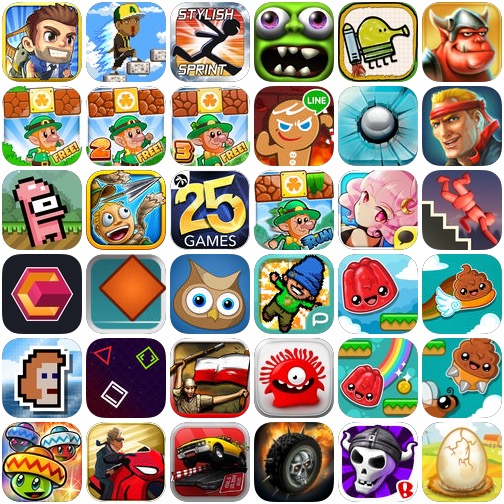 STYLISH
SPRINT
FREE!
2
FREE!
3
FREE!
LINE
25
GAMES
RUN
P
R